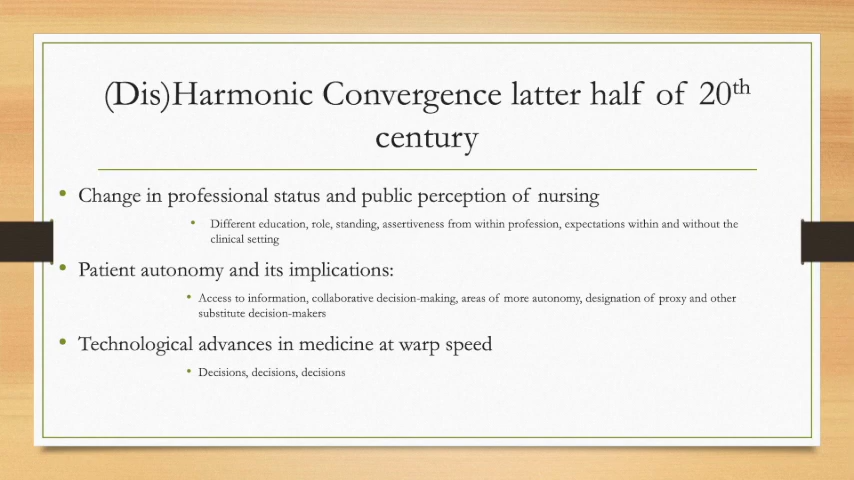 (Dis)Harmonic Convergence latter half of 20th
century
• Change in professional status and public perception of nursing
• Different education, role, standing, assertiveness from within profession, expectations within and without the
clinical setting
• Patient autonomy and its implications:
• Access to information, collaborative decision-making, areas of more autonomy, designation of proxy and other
substitute decision-makers
• Technological advances in medicine at warp speed
• Decisions, decisions, decisions